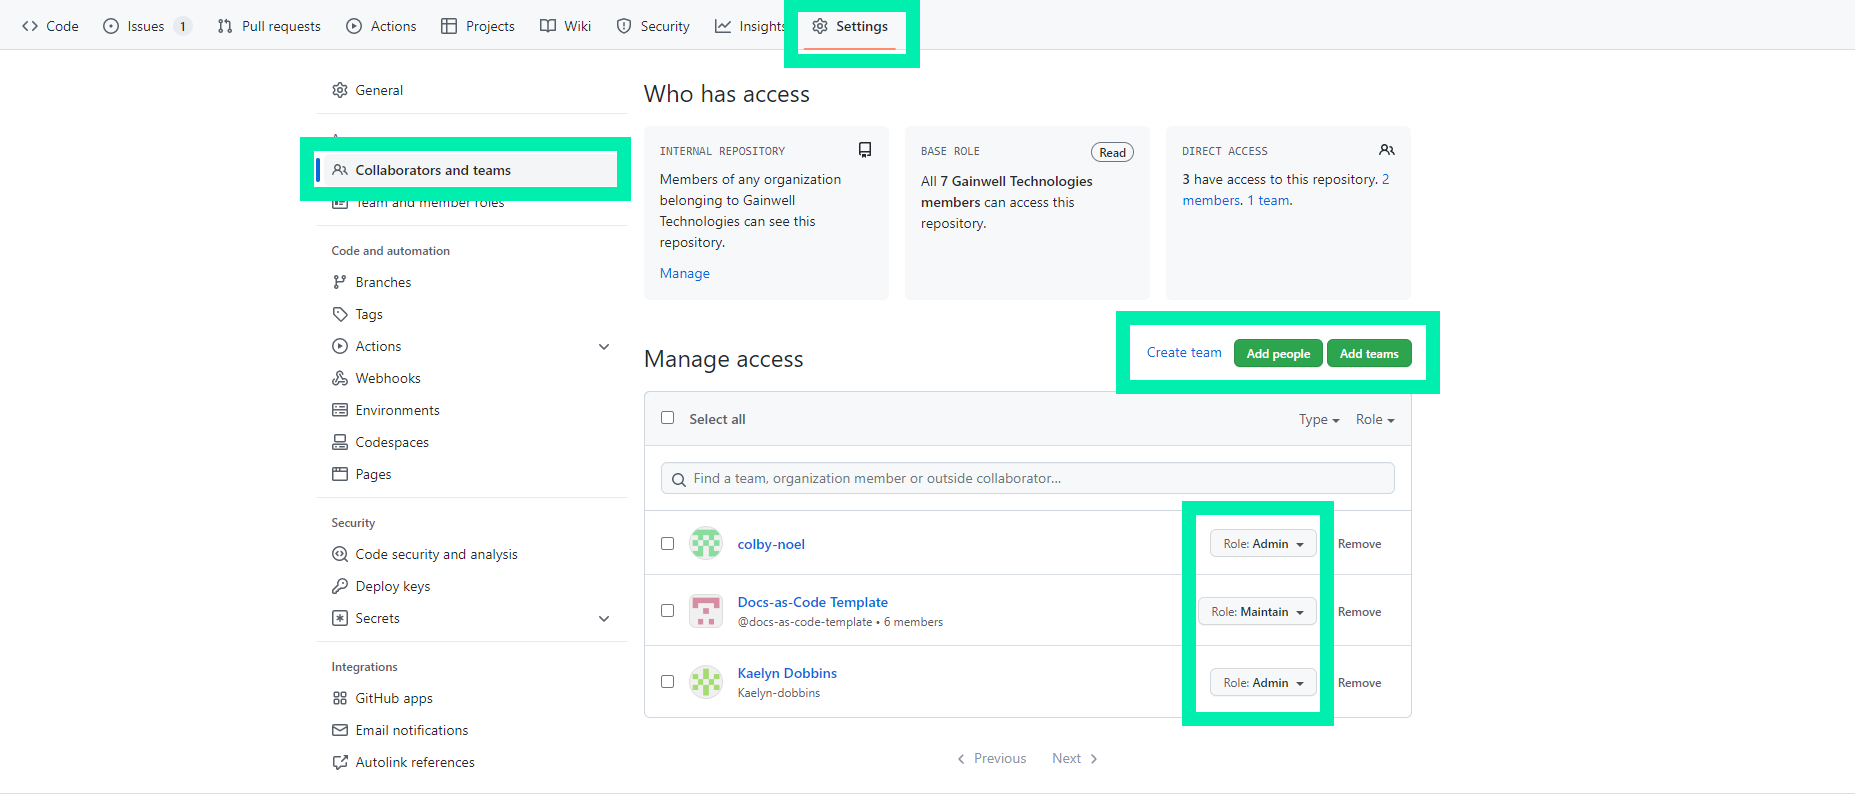 Code Issues 1 Pull requests Actions Projects Wiki Security Insights Settings
General
Collaborators and teams
Team and member roles
Code and automation
Branches
Tags
Actions
Webhooks
Environments
Codespaces
Pages
Security
Code security and analysis
Deploy keys
Secrets
Integrations
GitHub apps
Email notifications
Autolink references
Who has access
INTERNAL REPOSITORY
Members of any organization
belonging to Gainwell
Technologies can see this
repository.
Manage
BASE ROLE Read
All 7 Gainwell Technologies
members can access this
repository.
DIRECT ACCESS
3 have access to this repository. 2
members. 1 team.
Manage access
Create team Add people Add teams
Select all Type Role
Find a team, organization member or outside collaborator...
colby-noel Role: Admin Remove
Docs-as-Code Template
@docs-as-code-template • 6 members
Role: Maintain Remove
Kaelyn Dobbins
Kaelyn-dobbins
Role: Admin Remove
Previous Next